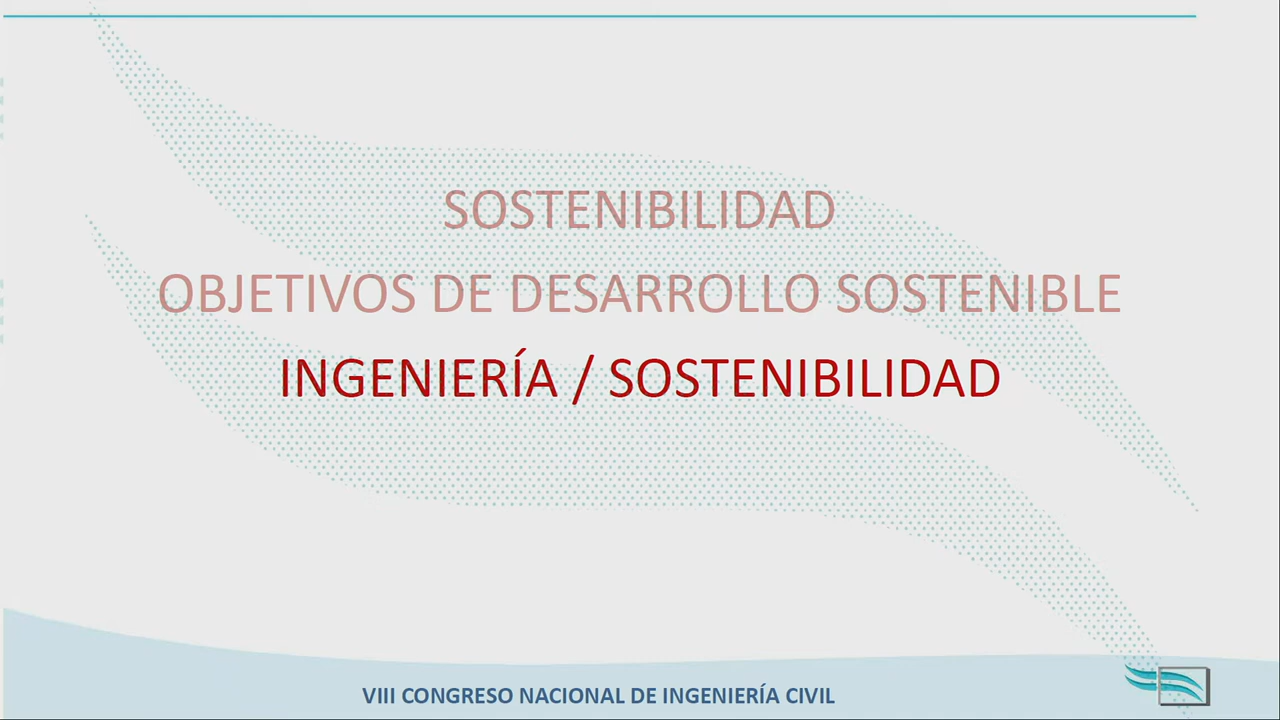 SOSTENIBILIDAD
OBJETIVOS DE DESARROLLO SOSTENIBLE
INGENIERÍA / SOSTENIBILIDAD
VIII CONGRESO NACIONAL DE INGENIERÍA CIVIL